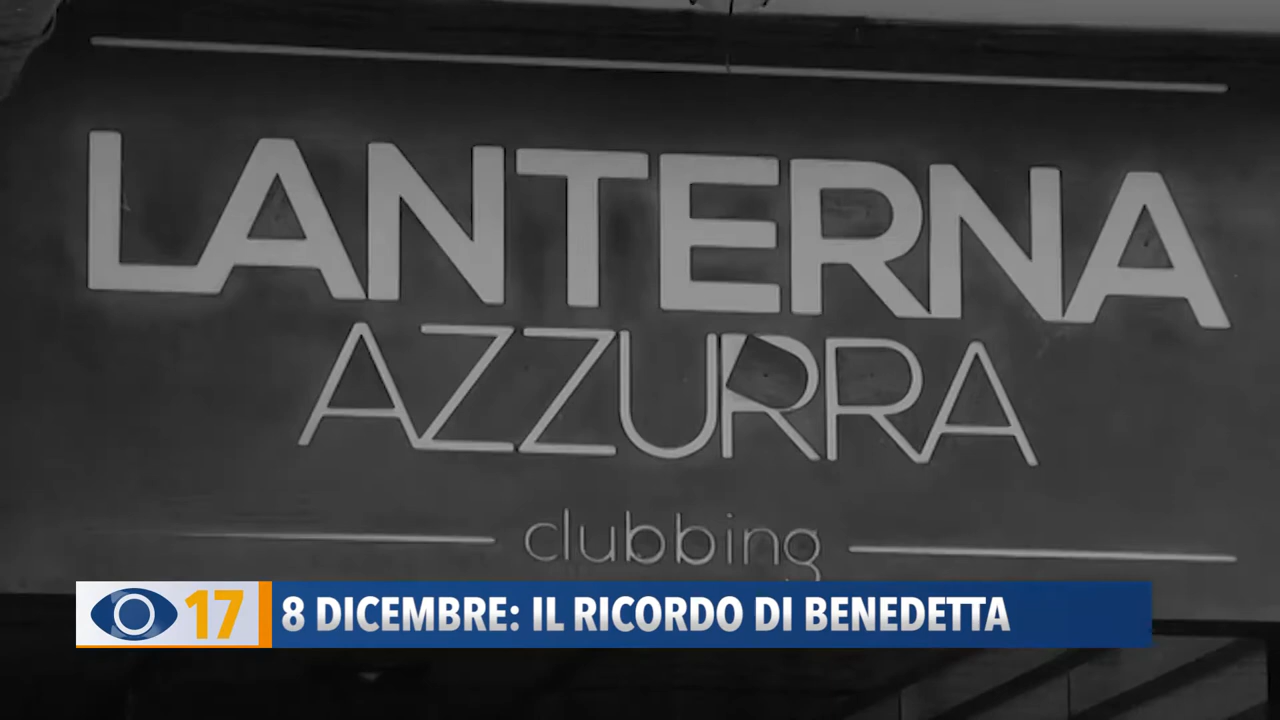 LANTERNA
AZZURRA
clubbing
17 8 DICEMBRE: IL RICORDO DI BENEDETTA